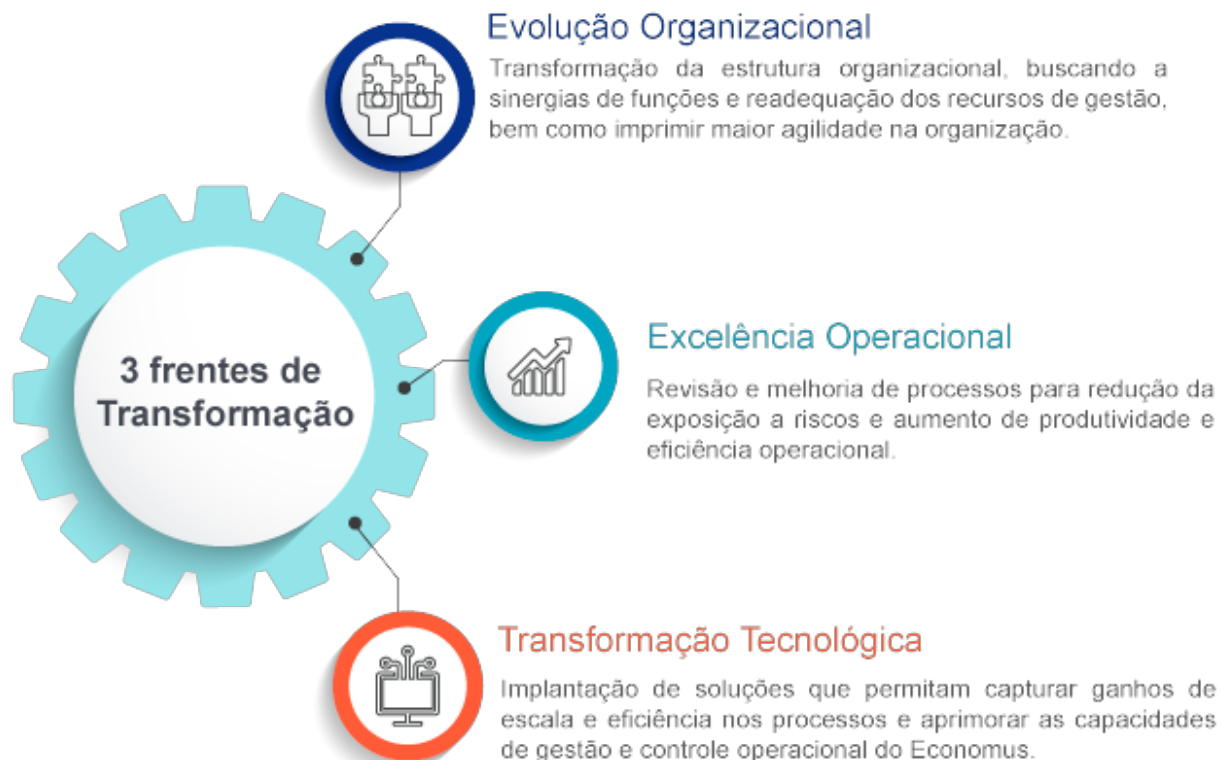 Evolução Organizacional
Transformação da estrutura organizacional, buscando a
sinergias de funções e readequação dos recursos de gestão,
bem como imprimir maior agilidade na organização.
3 frentes de
Transformação
Excelência Operacional
Revisão e melhoria de processos para redução da
exposição a riscos e aumento de produtividade e
eficiência operacional.
Transformação Tecnológica
Implantação de soluções que permitam capturar ganhos de
escala e eficiência nos processos e aprimorar as capacidades
de gestão e controle operacional do Economus.